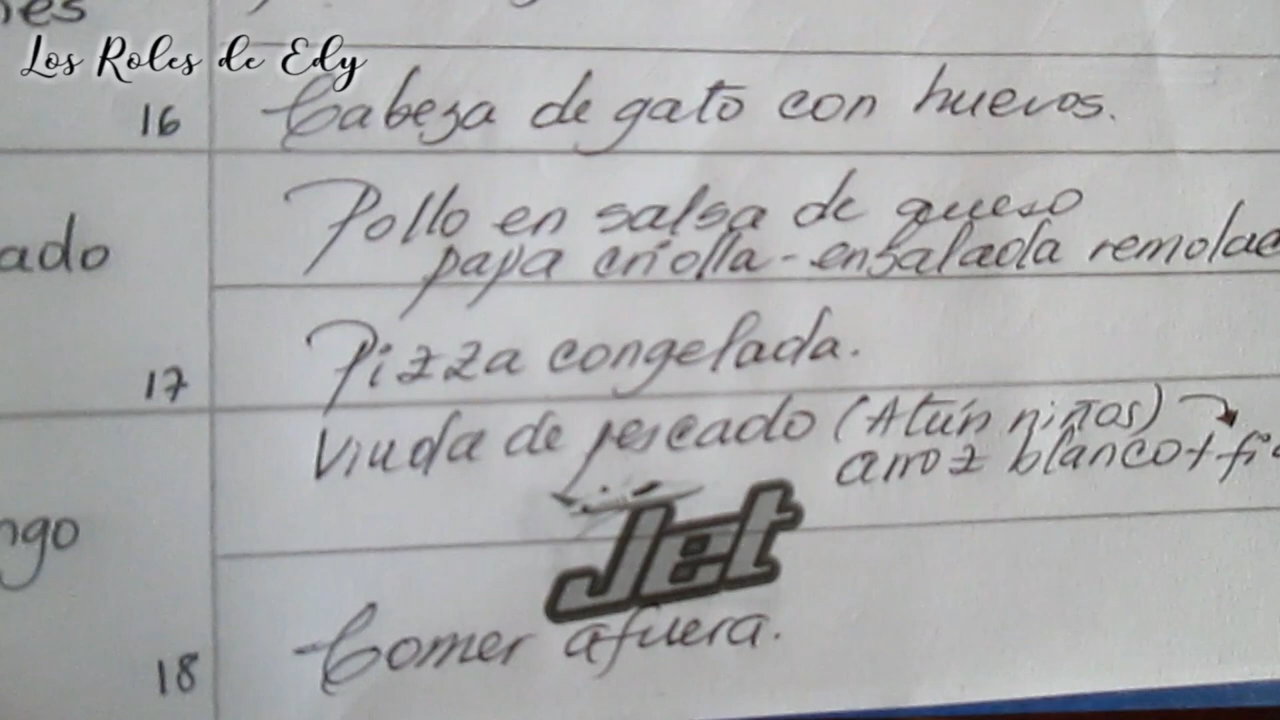 nes
Los Roles de Edy
16 Cabeza de gato con huevos.
ado
Pollo en salsa de queso
papa criolla - ensalada remolac
17 Pizza congelada.
Viuda de pescado (Atún niños)
arroz blanco + fi
ngo
Jet
18 Comer afuera.